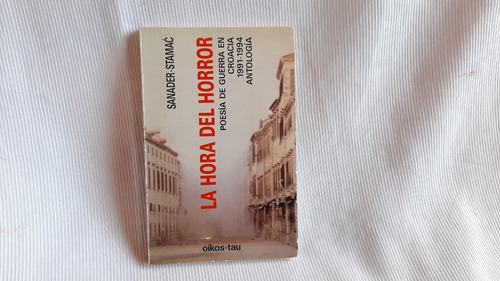 SANADER-STAMAĆ
LA HORA DEL HORROR
POESÍA DE GUERRA EN
CROACIA
1991-1994
ANTOLOGÍA
oikos-tau